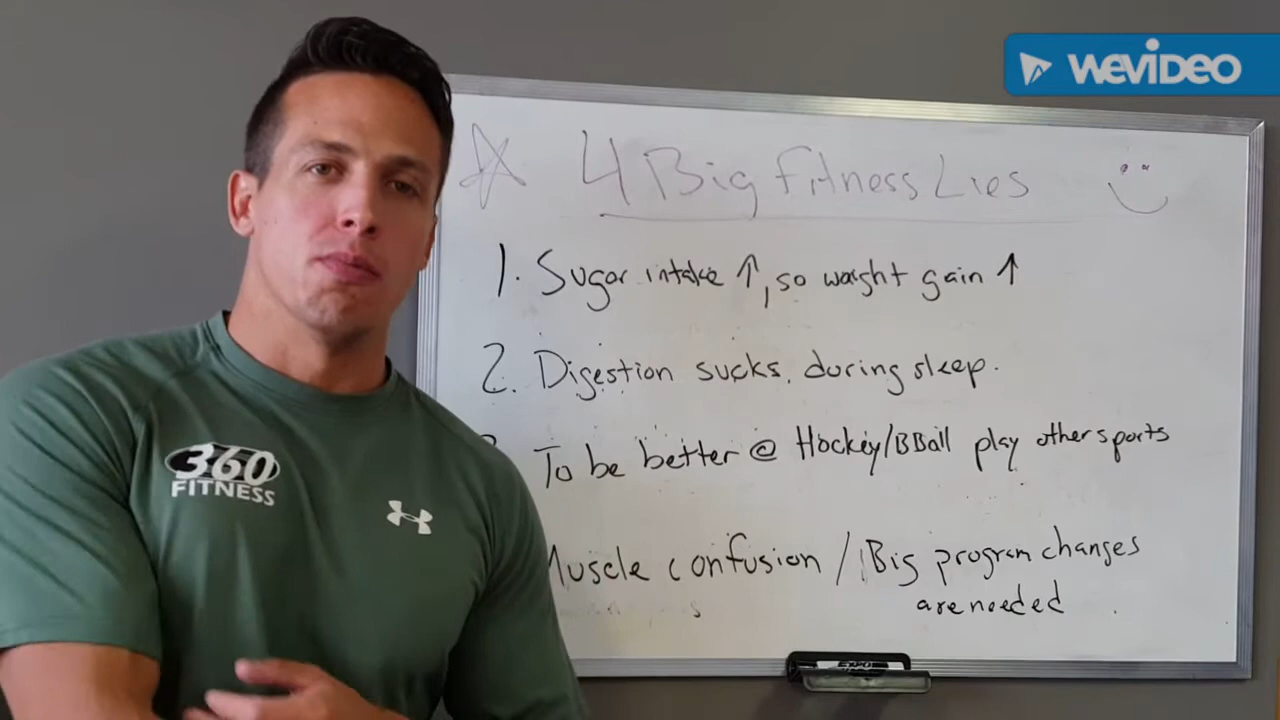 WEVIDEO
4 Big Fitness Lies
1. Sugar intake ↑, so weight gain ↑
2. Digestion sucks during sleep.
To be better @ Hockey/BBall play other sports
Muscle confusion / Big program changes
are needed
360
FITNESS
EXPO